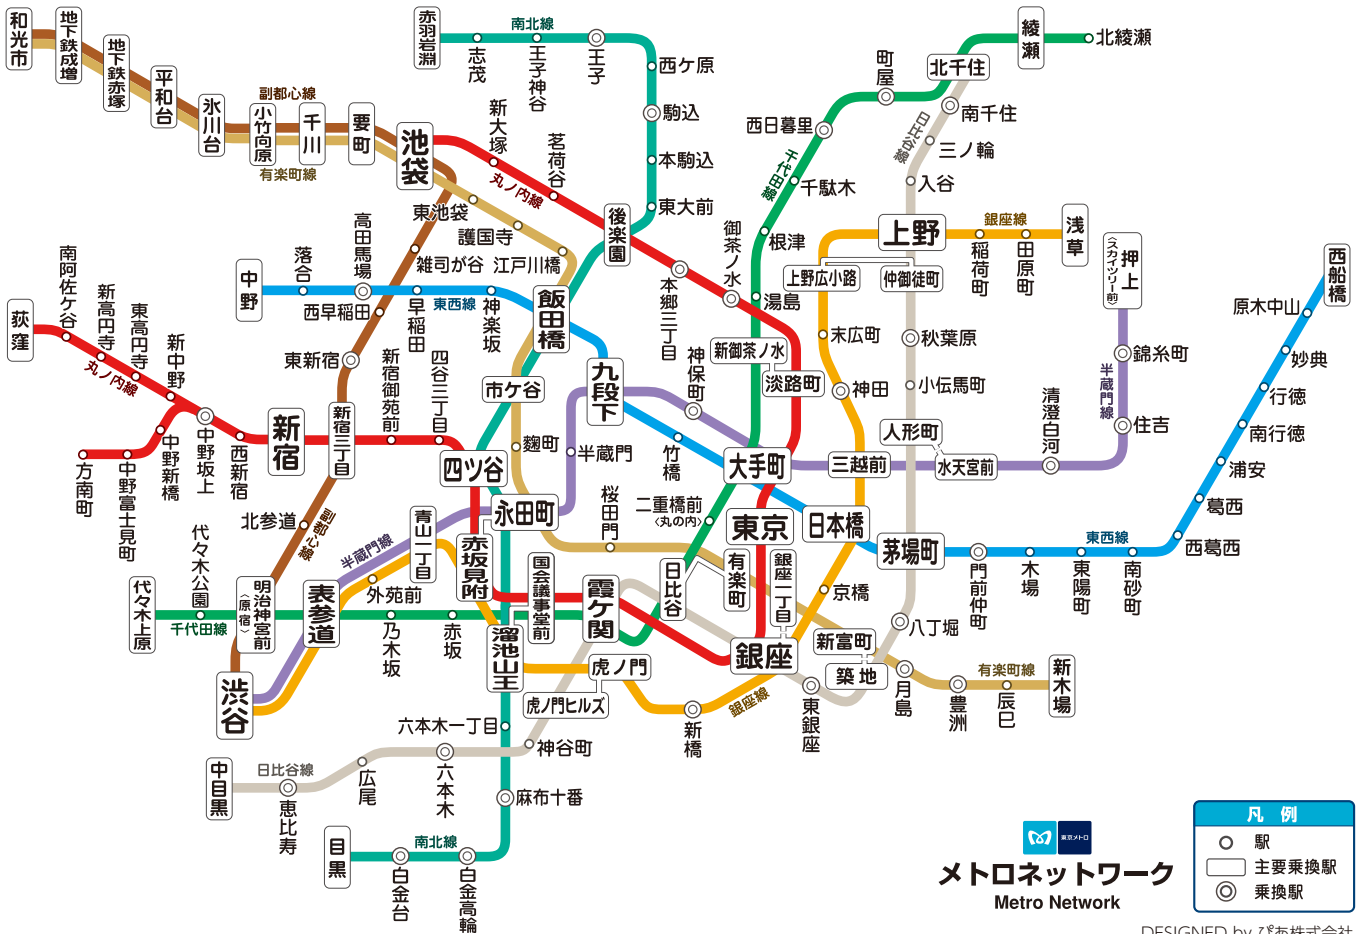 和光市
地下鉄成増
地下鉄赤塚
平和台
氷川台
小竹向原
千川
要町
池袋
副都心線
有楽町線
赤羽岩淵
南北線
志茂
王子神谷
王子
西ケ原
駒込
本駒込
東大前
後楽園
新大塚
茗荷谷
丸ノ内線
東池袋
護国寺
江戸川橋
雑司が谷
高田馬場
落合
中野
西早稲田
早稲田
東西線
神楽坂
飯田橋
東新宿
荻窪
南阿佐ケ谷
新高円寺
東高円寺
丸ノ内線
新中野
中野坂上
西新宿
新宿
新宿三丁目
新宿御苑前
四谷三丁目
四ツ谷
方南町
中野富士見町
中野新橋
市ケ谷
麴町
九段下
半蔵門
竹橋
神保町
本郷三丁目
御茶ノ水
湯島
根津
千駄木
千代田線
西日暮里
町屋
北千住
綾瀬
北綾瀬
南千住
三ノ輪
日比谷線
入谷
上野
銀座線
稲荷町
田原町
浅草
上野広小路
仲御徒町
末広町
秋葉原
新御茶ノ水
淡路町
神田
小伝馬町
人形町
水天宮前
大手町
三越前
押上
〈スカイツリー前〉
錦糸町
半蔵門線
住吉
清澄白河
西船橋
原木中山
妙典
行徳
南行徳
浦安
葛西
西葛西
東西線
南砂町
東陽町
木場
門前仲町
茅場町
日本橋
東京
二重橋前
〈丸の内〉
日比谷
有楽町
銀座一丁目
京橋
銀座
新富町
築地
八丁堀
東銀座
月島
豊洲
有楽町線
辰巳
新木場
新橋
銀座線
虎ノ門
虎ノ門ヒルズ
霞ケ関
国会議事堂前
溜池山王
赤坂見附
永田町
桜田門
青山一丁目
半蔵門線
外苑前
表参道
乃木坂
赤坂
北参道
副都心線
明治神宮前
〈原宿〉
代々木公園
代々木上原
千代田線
渋谷
中目黒
日比谷線
恵比寿
広尾
六本木
神谷町
六本木一丁目
麻布十番
目黒
南北線
白金台
白金高輪
東京メトロ
メトロネットワーク
Metro Network
凡 例
駅
主要乗換駅
乗換駅
DESIGNED by ぴあ株式会社